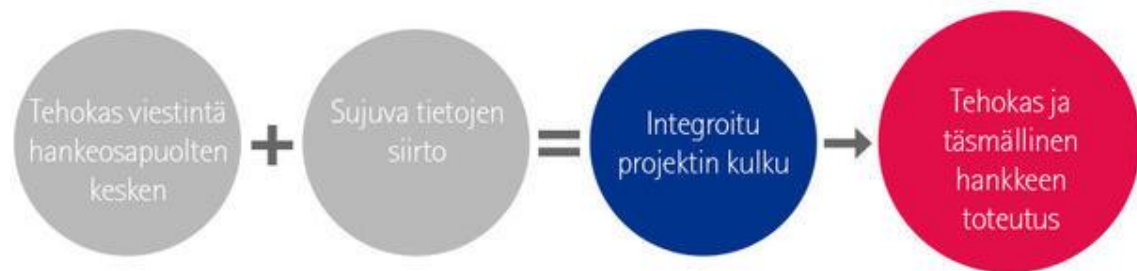 Tehokas viestintä
hankeosapuolten
kesken
+
Sujuva tietojen
siirto
=
Integroitu
projektin kulku
Tehokas ja
täsmällinen
hankkeen
toteutus